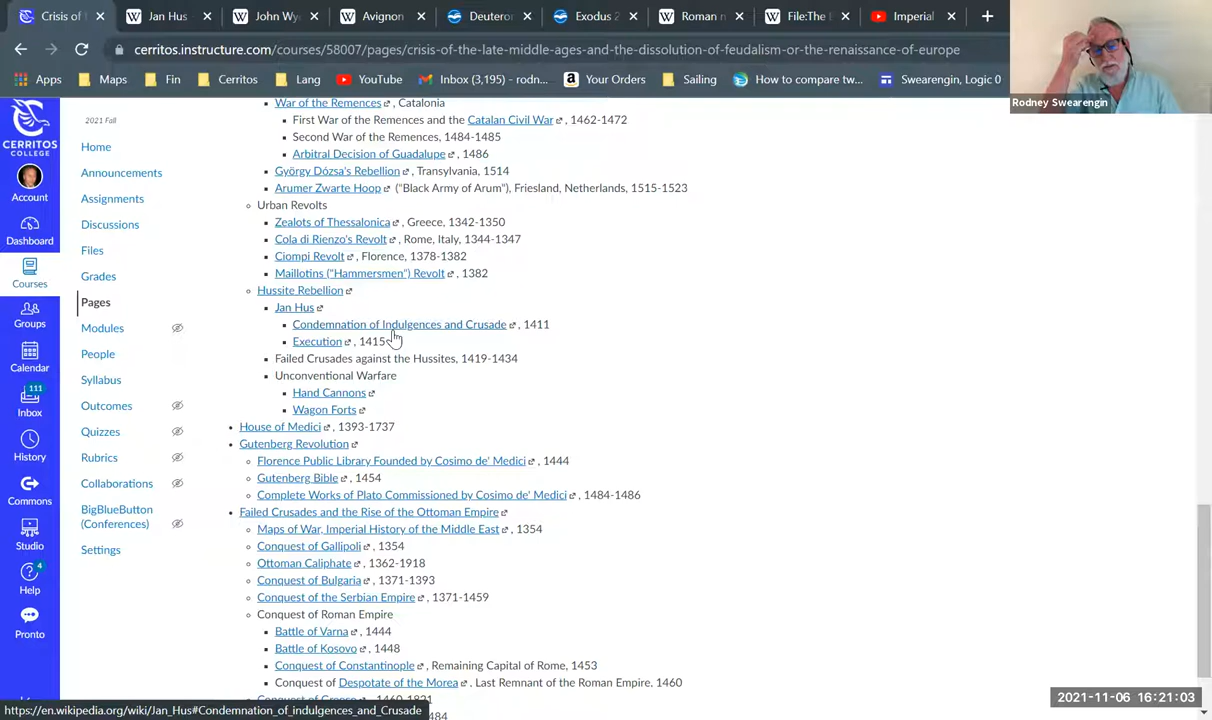 Crisis of
Jan Hus -
John Wy
Avignon
Deuteror
Exodus 2
Roman n
File:The E
Imperial
cerritos.instructure.com/courses/58007/pages/crisis-of-the-late-middle-ages-and-the-dissolution-of-feudalism-or-the-renaissance-of-europe
Apps
Maps
Fin
Cerritos
Lang
YouTube
Inbox (3,195) - rodn...
Your Orders
Sailing
How to compare tw...
Swearengin, Logic 0
Rodney Swearengin
CERRITOS
COLLEGE
Account
Dashboard
Courses
Groups
Calendar
111
Inbox
History
Commons
Studio
4
Help
Pronto
2021 Fall
Home
Announcements
Assignments
Discussions
Files
Grades
Pages
Modules
People
Syllabus
Outcomes
Quizzes
Rubrics
Collaborations
BigBlueButton
(Conferences)
Settings
War of the Remences , Catalonia
First War of the Remences and the Catalan Civil War , 1462-1472
Second War of the Remences, 1484-1485
Arbitral Decision of Guadalupe , 1486
György Dózsa's Rebellion , Transylvania, 1514
Arumer Zwarte Hoop ("Black Army of Arum"), Friesland, Netherlands, 1515-1523
Urban Revolts
Zealots of Thessalonica , Greece, 1342-1350
Cola di Rienzo's Revolt , Rome, Italy, 1344-1347
Ciompi Revolt , Florence, 1378-1382
Maillotins ("Hammersmen") Revolt , 1382
Hussite Rebellion
Jan Hus
Condemnation of Indulgences and Crusade , 1411
Execution , 1415
Failed Crusades against the Hussites, 1419-1434
Unconventional Warfare
Hand Cannons
Wagon Forts
House of Medici , 1393-1737
Gutenberg Revolution
Florence Public Library Founded by Cosimo de' Medici , 1444
Gutenberg Bible , 1454
Complete Works of Plato Commissioned by Cosimo de' Medici , 1484-1486
Failed Crusades and the Rise of the Ottoman Empire
Maps of War, Imperial History of the Middle East , 1354
Conquest of Gallipoli , 1354
Ottoman Caliphate , 1362-1918
Conquest of Bulgaria , 1371-1393
Conquest of the Serbian Empire , 1371-1459
Conquest of Roman Empire
Battle of Varna , 1444
Battle of Kosovo , 1448
Conquest of Constantinople , Remaining Capital of Rome, 1453
Conquest of Despotate of the Morea , Last Remnant of the Roman Empire, 1460
Conquest of Greece , 1460-1821
484
https://en.wikipedia.org/wiki/Jan_Hus#Condemnation_of_indulgences_and_Crusade
2021-11-06 16:21:03